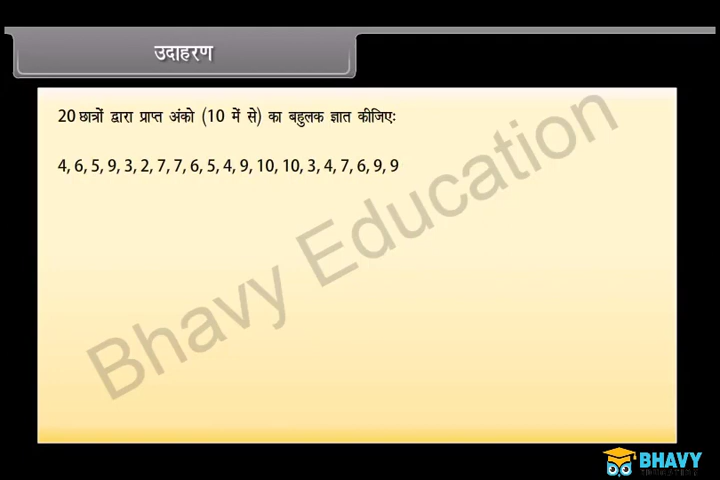 उदाहरण
20 छात्रों द्वारा प्राप्त अंको (10 में से) का बहुलक ज्ञात कीजिए:
4, 6, 5, 9, 3, 2, 7, 7, 6, 5, 4, 9, 10, 10, 3, 4, 7, 6, 9, 9
Bhavy Education
BHAVY
EDUCATION